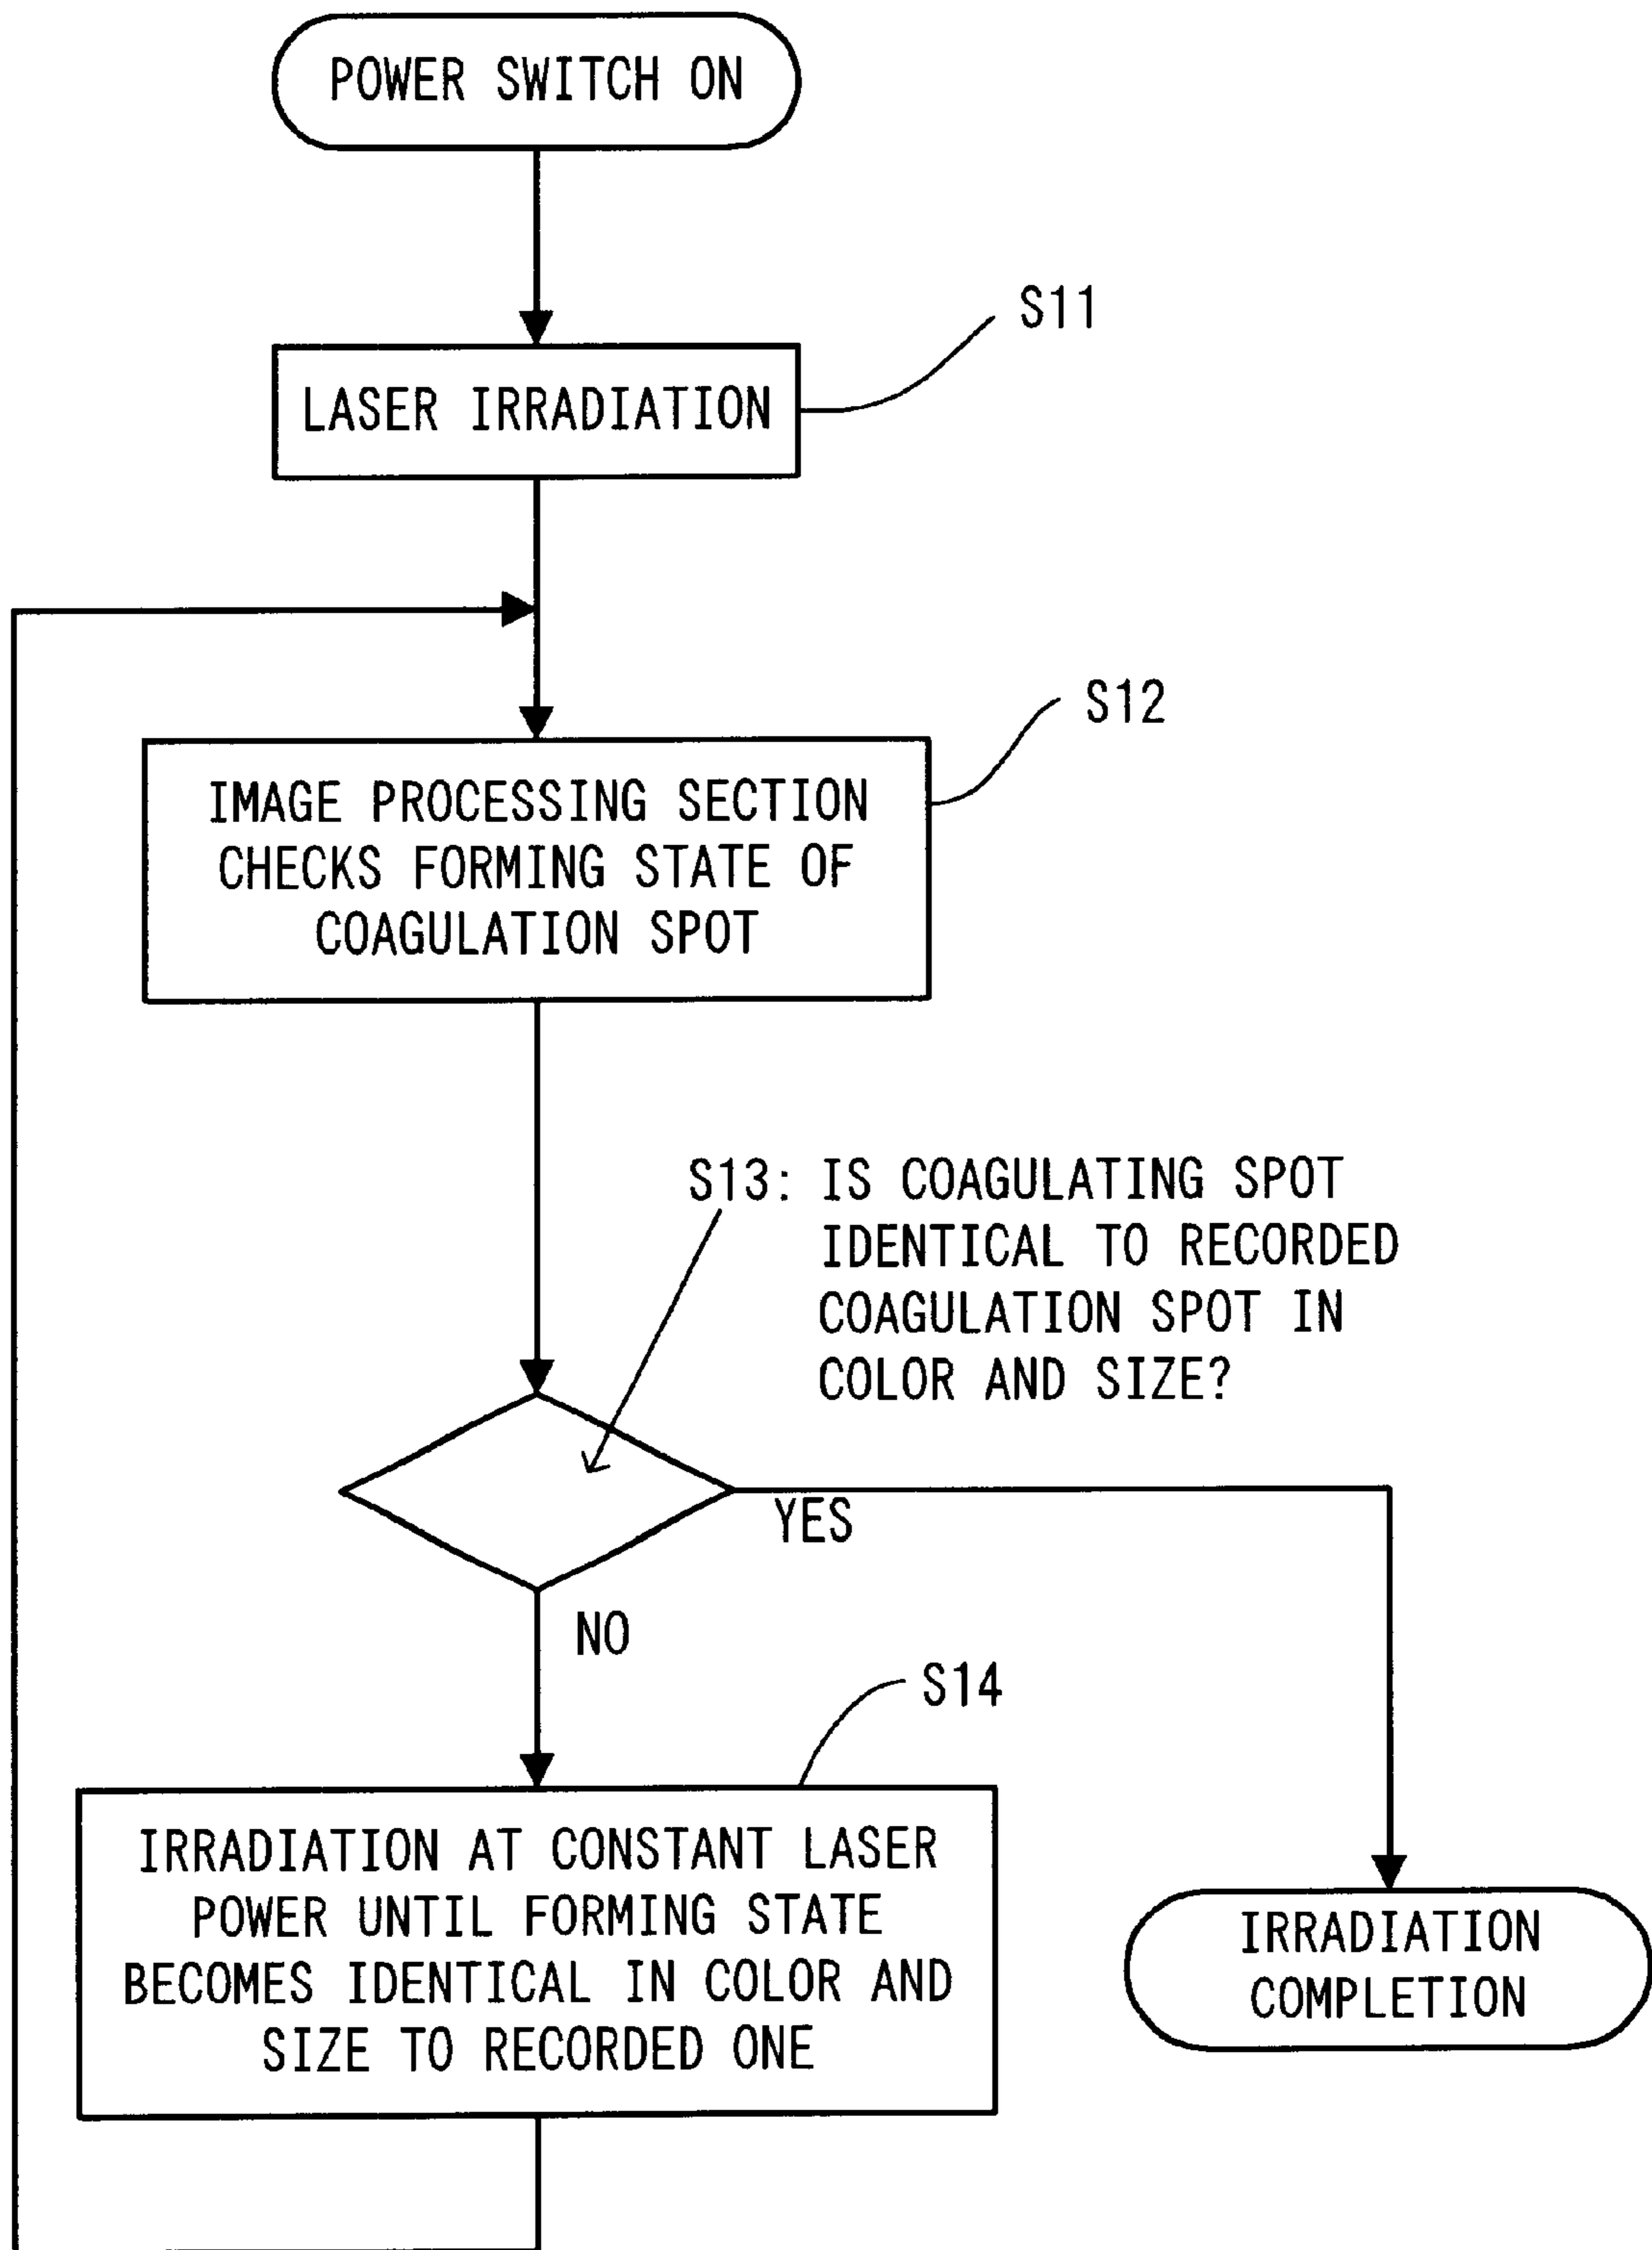 POWER SWITCH ON
S11
LASER IRRADIATION
S12
IMAGE PROCESSING SECTION
CHECKS FORMING STATE OF
COAGULATION SPOT
S13: IS COAGULATING SPOT
IDENTICAL TO RECORDED
COAGULATION SPOT IN
COLOR AND SIZE?
YES
NO
S14
IRRADIATION AT CONSTANT LASER
POWER UNTIL FORMING STATE
BECOMES IDENTICAL IN COLOR AND
SIZE TO RECORDED ONE
IRRADIATION
COMPLETION